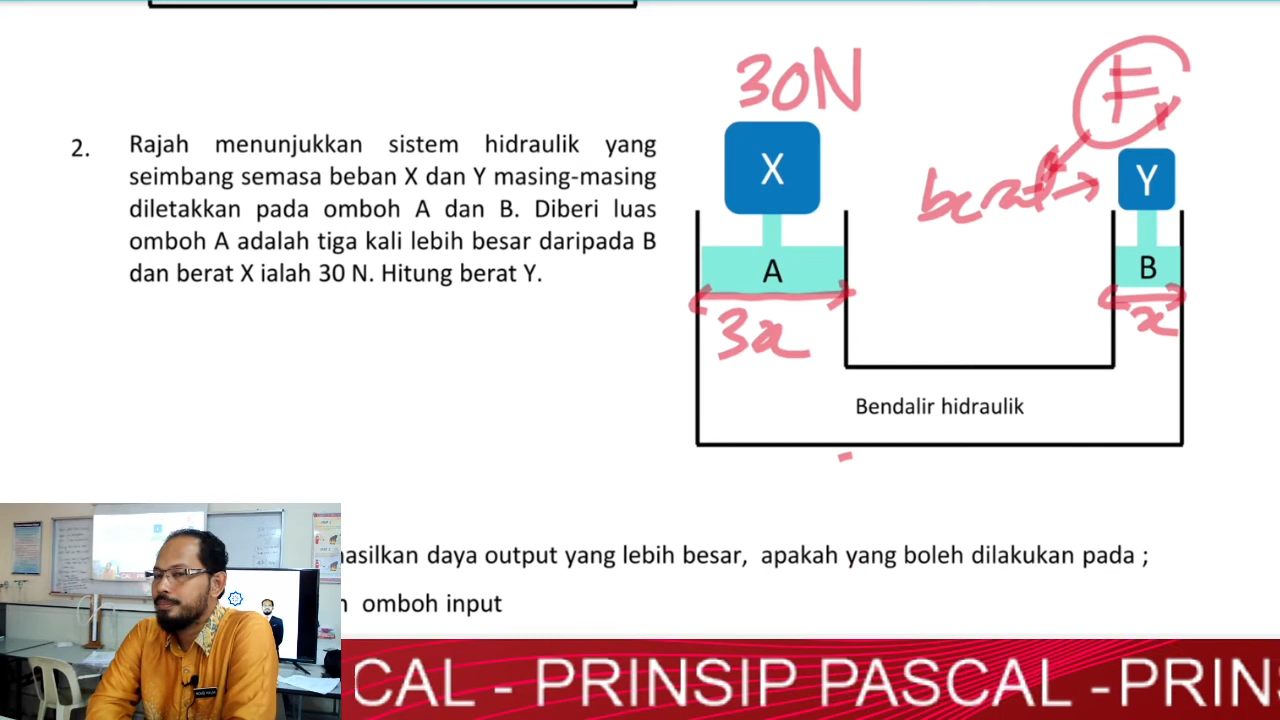 30N
F₁
2. Rajah menunjukkan sistem hidraulik yang
seimbang semasa beban X dan Y masing-masing
diletakkan pada omboh A dan B. Diberi luas
omboh A adalah tiga kali lebih besar daripada B
dan berat X ialah 30 N. Hitung berat Y.
X
Y
berat
A
B
3x
x
Bendalir hidraulik
hasilkan daya output yang lebih besar, apakah yang boleh dilakukan pada ;
omboh input
CAL - PRINSIP PASCAL -PRIN